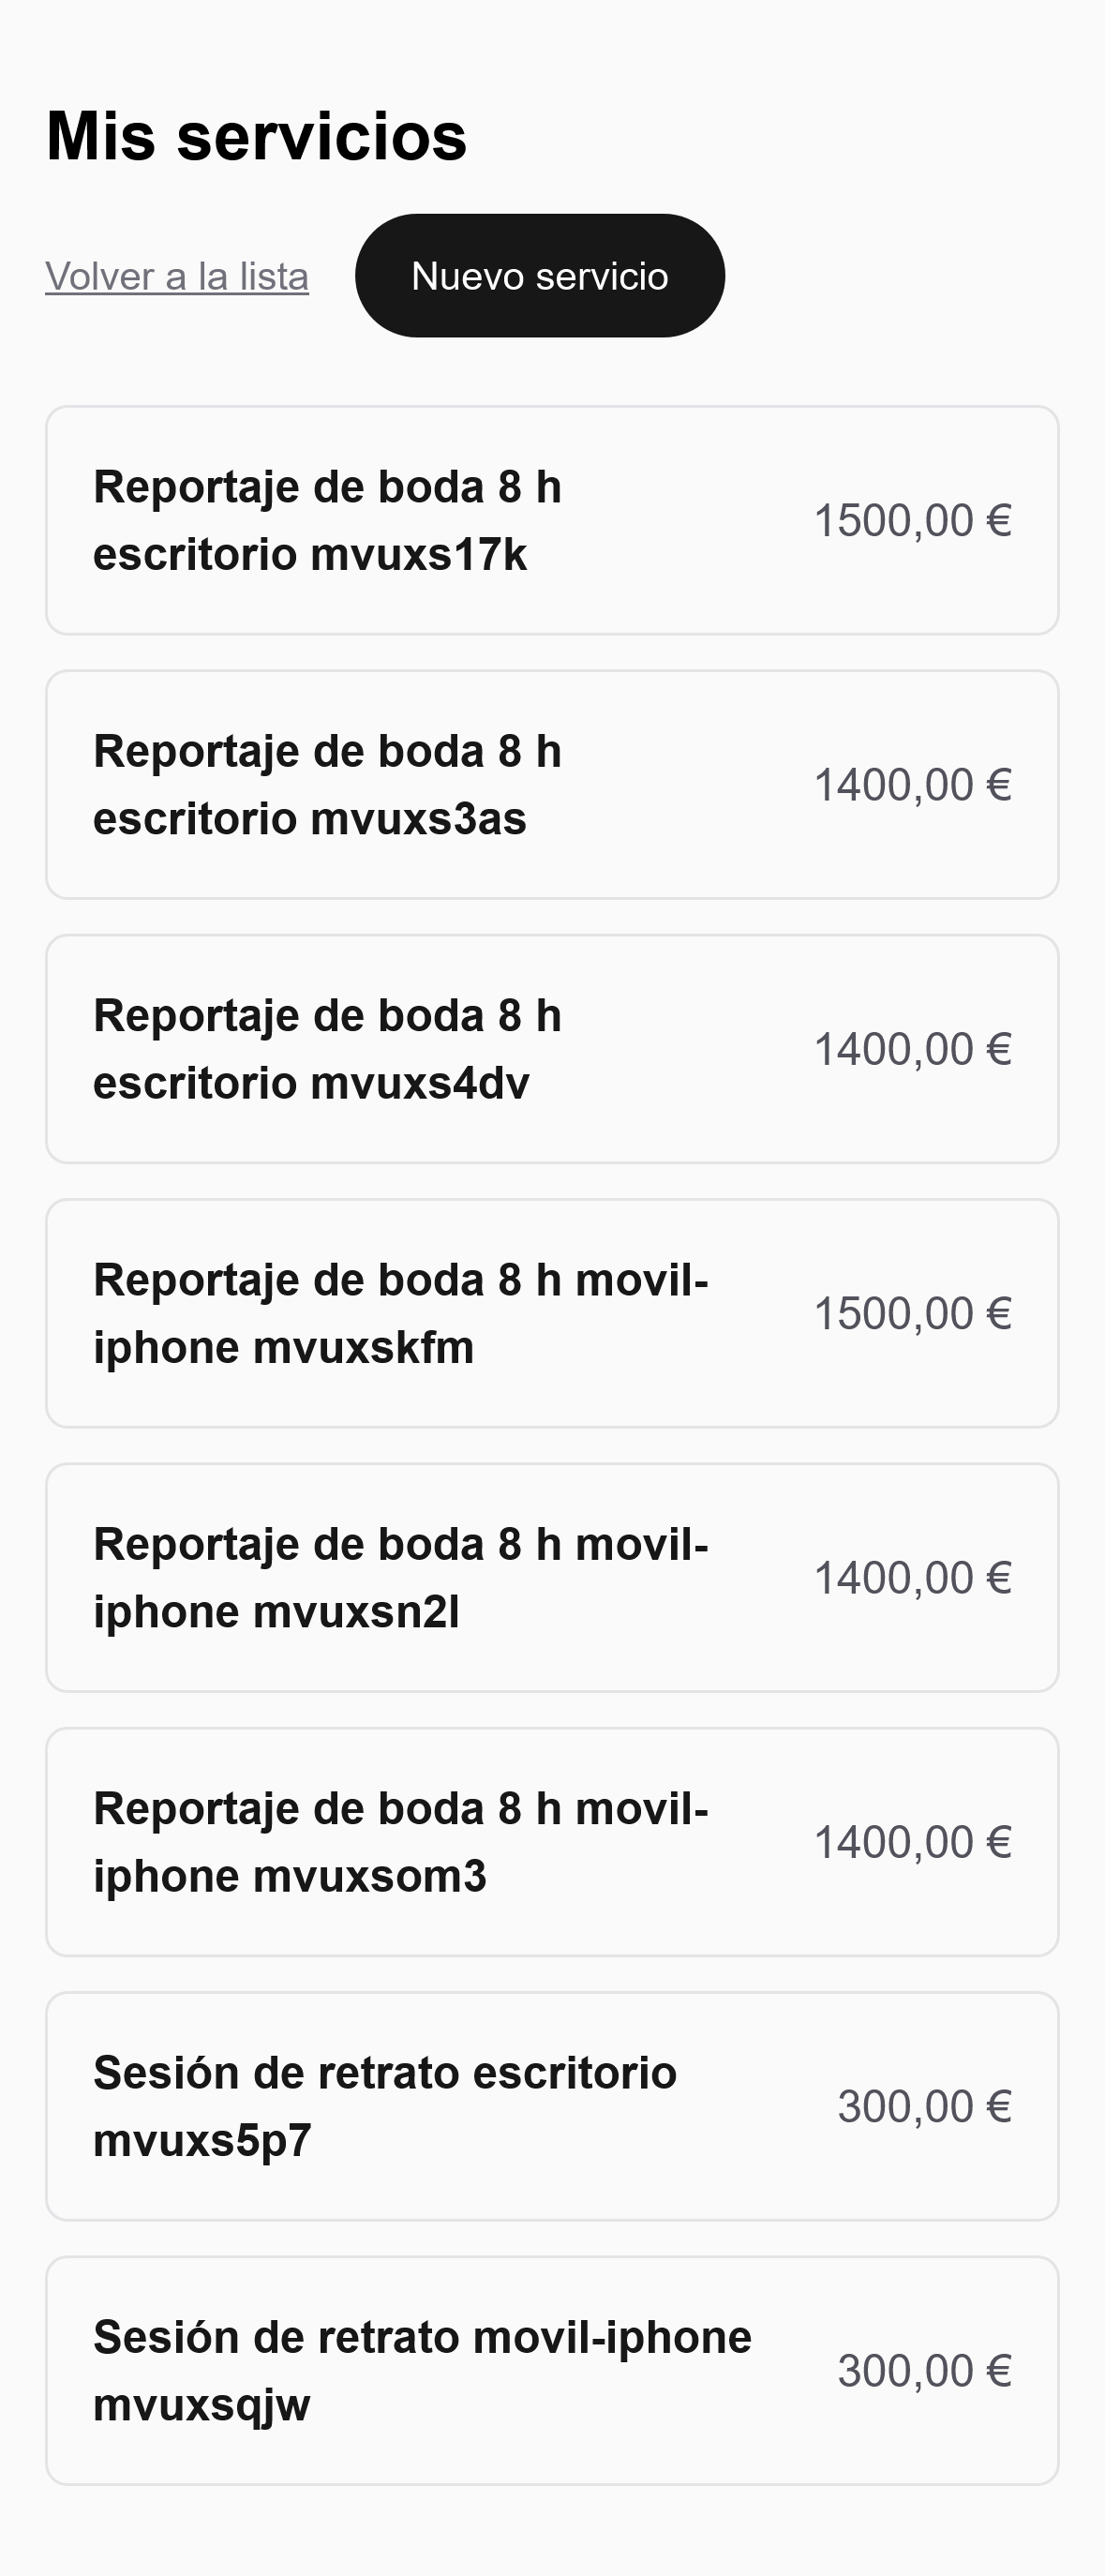 Mis servicios
Volver a la lista
Nuevo servicio
Reportaje de boda 8 h
escritorio mvuxs17k
1500,00 €
Reportaje de boda 8 h
escritorio mvuxs3as
1400,00 €
Reportaje de boda 8 h
escritorio mvuxs4dv
1400,00 €
Reportaje de boda 8 h movil-
iphone mvuxskfm
1500,00 €
Reportaje de boda 8 h movil-
iphone mvuxsn2l
1400,00 €
Reportaje de boda 8 h movil-
iphone mvuxsom3
1400,00 €
Sesión de retrato escritorio
mvuxs5p7
300,00 €
Sesión de retrato movil-iphone
mvuxsqjw
300,00 €